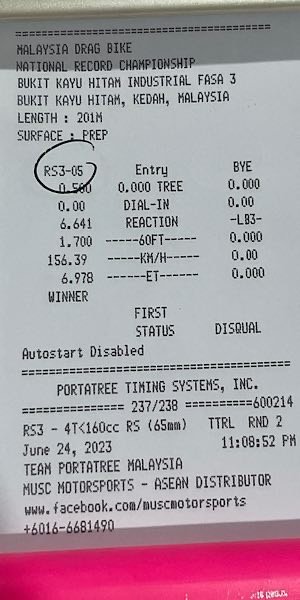 ==========================================
MALAYSIA DRAG BIKE
NATIONAL RECORD CHAMPIONSHIP
BUKIT KAYU HITAM INDUSTRIAL FASA 3
BUKIT KAYU HITAM, KEDAH, MALAYSIA
LENGTH : 201M
SURFACE : PREP
RS3-05 Entry BYE
0.500 0.000 TREE 0.000
0.00 DIAL-IN 0.00
6.641 REACTION -LB3-
1.700 ------60FT----- 0.000
156.39 ------KM/H----- 0.00
6.978 ------ET------- 0.000
WINNER
FIRST
STATUS DISQUAL
Autostart Disabled
==========================================
PORTATREE TIMING SYSTEMS, INC.
=============== 237/238 ==========600214
RS3 - 4T<160cc RS (65mm) TTRL RND 2
June 24, 2023 11:08:52 PM
TEAM PORTATREE MALAYSIA
MUSC MOTORSPORTS - ASEAN DISTRIBUTOR
www.facebook.com/muscmotorsports
+6016-6681490